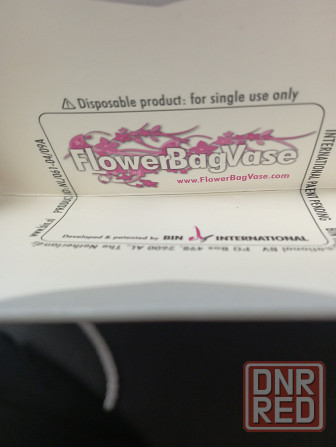 ⚠ Disposable product: for single use only
FlowerBagVase
www.FlowerBagVase.com
INTERNATIONAL PATENT PENDING
Developed & patented by BIN INTERNATIONAL
PO Box 498, 2600 AL, The Netherlands
DNR
RED